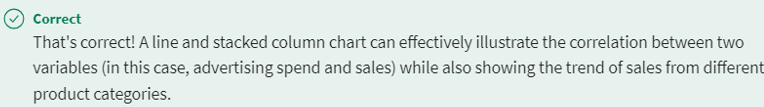 Correct
That's correct! A line and stacked column chart can effectively illustrate the correlation between two
variables (in this case, advertising spend and sales) while also showing the trend of sales from different
product categories.